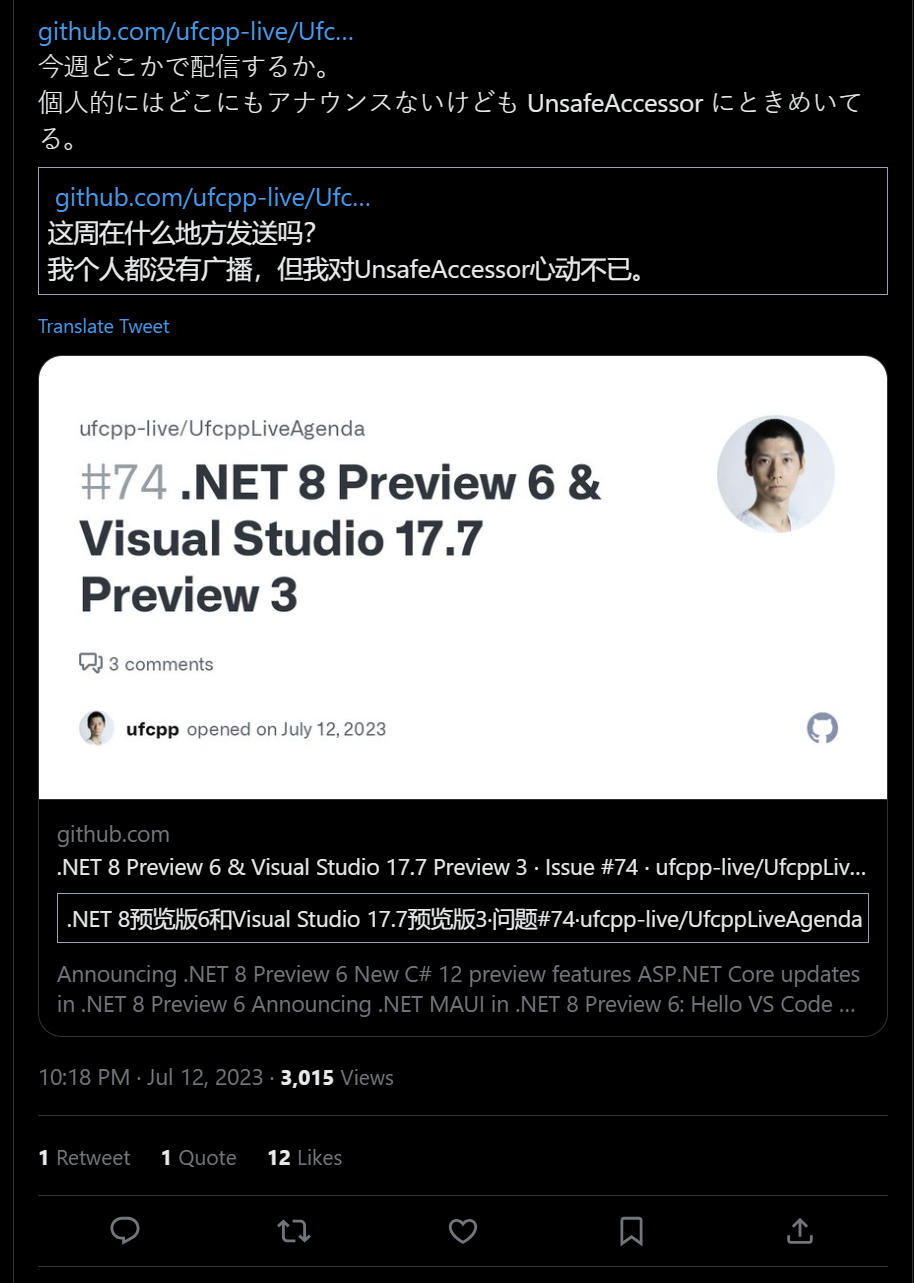 github.com/ufcpp-live/Ufc...
今週どこかで配信するか。
個人的にはどこにもアナウンスないけども UnsafeAccessor にときめいて
る。
github.com/ufcpp-live/Ufc...
这周在什么地方发送吗？
我个人都没有广播，但我对UnsafeAccessor心动不已。
Translate Tweet
ufcpp-live/UfcppLiveAgenda
#74 .NET 8 Preview 6 &
Visual Studio 17.7
Preview 3
3 comments
ufcpp opened on July 12, 2023
github.com
.NET 8 Preview 6 & Visual Studio 17.7 Preview 3 · Issue #74 · ufcpp-live/UfcppLiv...
.NET 8预览版6和Visual Studio 17.7预览版3·问题#74·ufcpp-live/UfcppLiveAgenda
Announcing .NET 8 Preview 6 New C# 12 preview features ASP.NET Core updates
in .NET 8 Preview 6 Announcing .NET MAUI in .NET 8 Preview 6: Hello VS Code ...
10:18 PM · Jul 12, 2023 · 3,015 Views
1 Retweet 1 Quote 12 Likes